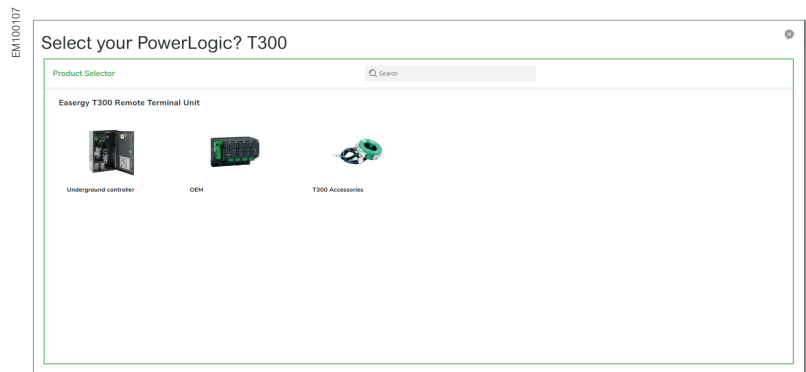 EM100107
Select your PowerLogic? T300
Product Selector
Search
Easergy T300 Remote Terminal Unit
Underground controller
OEM
T300 Accessories